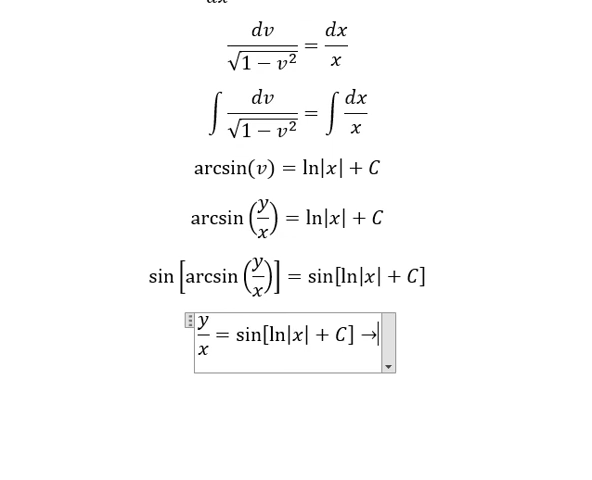 dv/√(1 − v²) = dx/x
∫ dv/√(1 − v²) = ∫ dx/x
arcsin(v) = ln|x| + C
arcsin(y/x) = ln|x| + C
sin[arcsin(y/x)] = sin[ln|x| + C]
y/x = sin[ln|x| + C] →